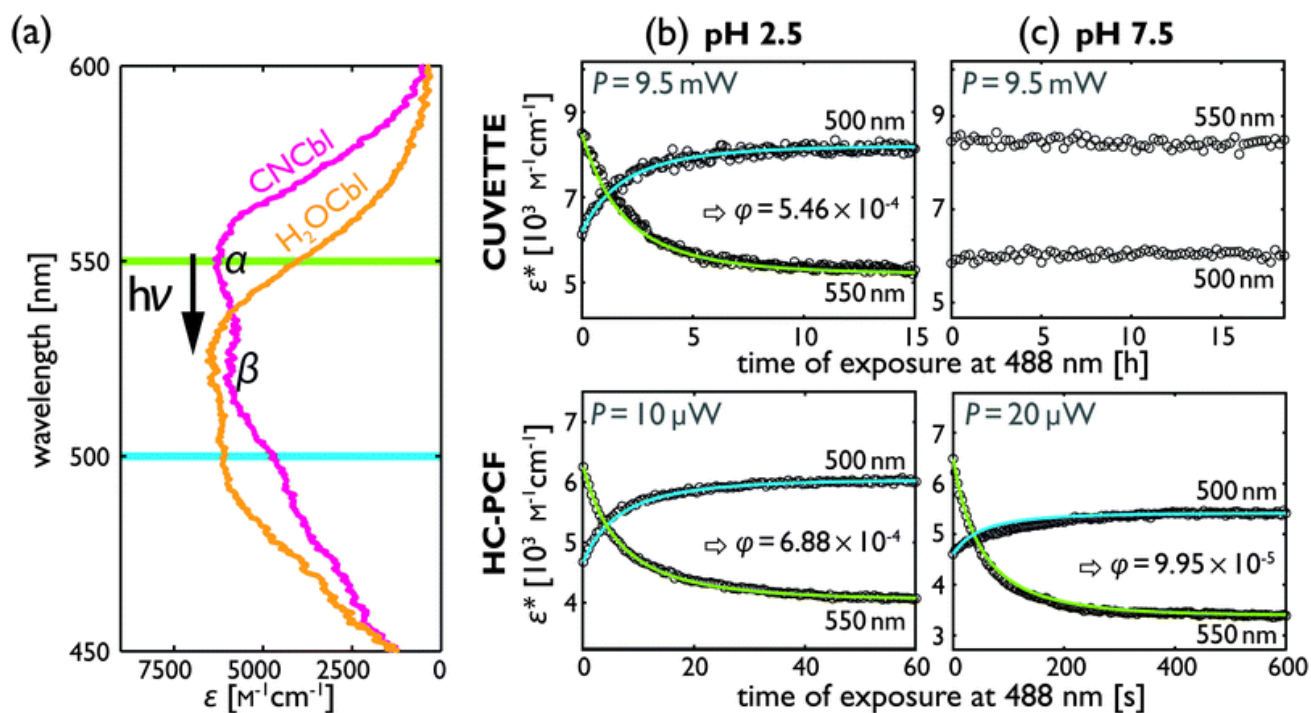 (a)
600
550
500
450
wavelength [nm]
CNCbl
H₂OCbl
α
hν
β
7500 5000 2500 0
ε [M⁻¹cm⁻¹]
(b) pH 2.5
(c) pH 7.5
CUVETTE
ε* [10³ M⁻¹cm⁻¹]
9
7
5
P = 9.5 mW
500 nm
⇨ φ = 5.46 × 10⁻⁴
550 nm
0 5 10 15
9
7
5
P = 9.5 mW
550 nm
500 nm
0 5 10 15
time of exposure at 488 nm [h]
HC-PCF
ε* [10³ M⁻¹cm⁻¹]
7
6
5
4
P = 10 μW
500 nm
⇨ φ = 6.88 × 10⁻⁴
550 nm
0 20 40 60
7
6
5
4
3
P = 20 μW
500 nm
⇨ φ = 9.95 × 10⁻⁵
550 nm
0 200 400 600
time of exposure at 488 nm [s]